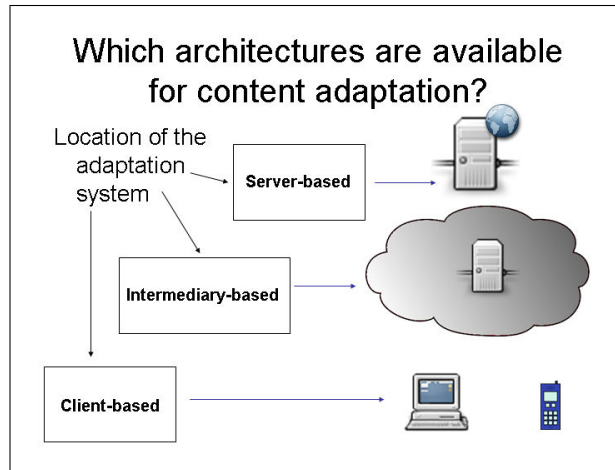 Which architectures are available
for content adaptation?
Location of the
adaptation
system
Server-based
Intermediary-based
Client-based